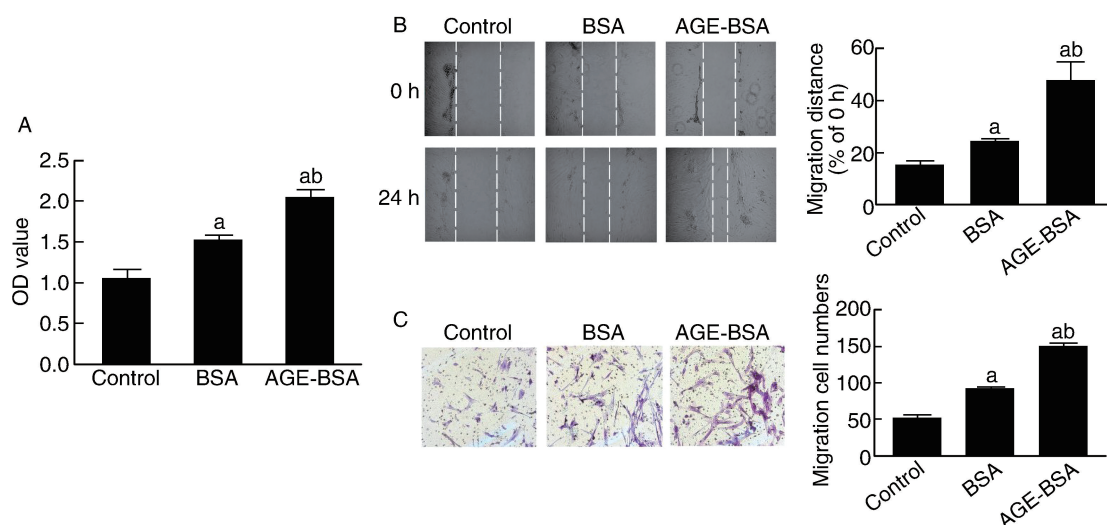 A
2.5
2.0
1.5
1.0
0.5
0.0
OD value
a
ab
Control BSA AGE-BSA
B
Control BSA AGE-BSA
0 h
24 h
60
40
20
0
Migration distance
(% of 0 h)
a
ab
Control
BSA
AGE-BSA
C
Control BSA AGE-BSA
200
150
100
50
0
Migration cell numbers
a
ab
Control
BSA
AGE-BSA